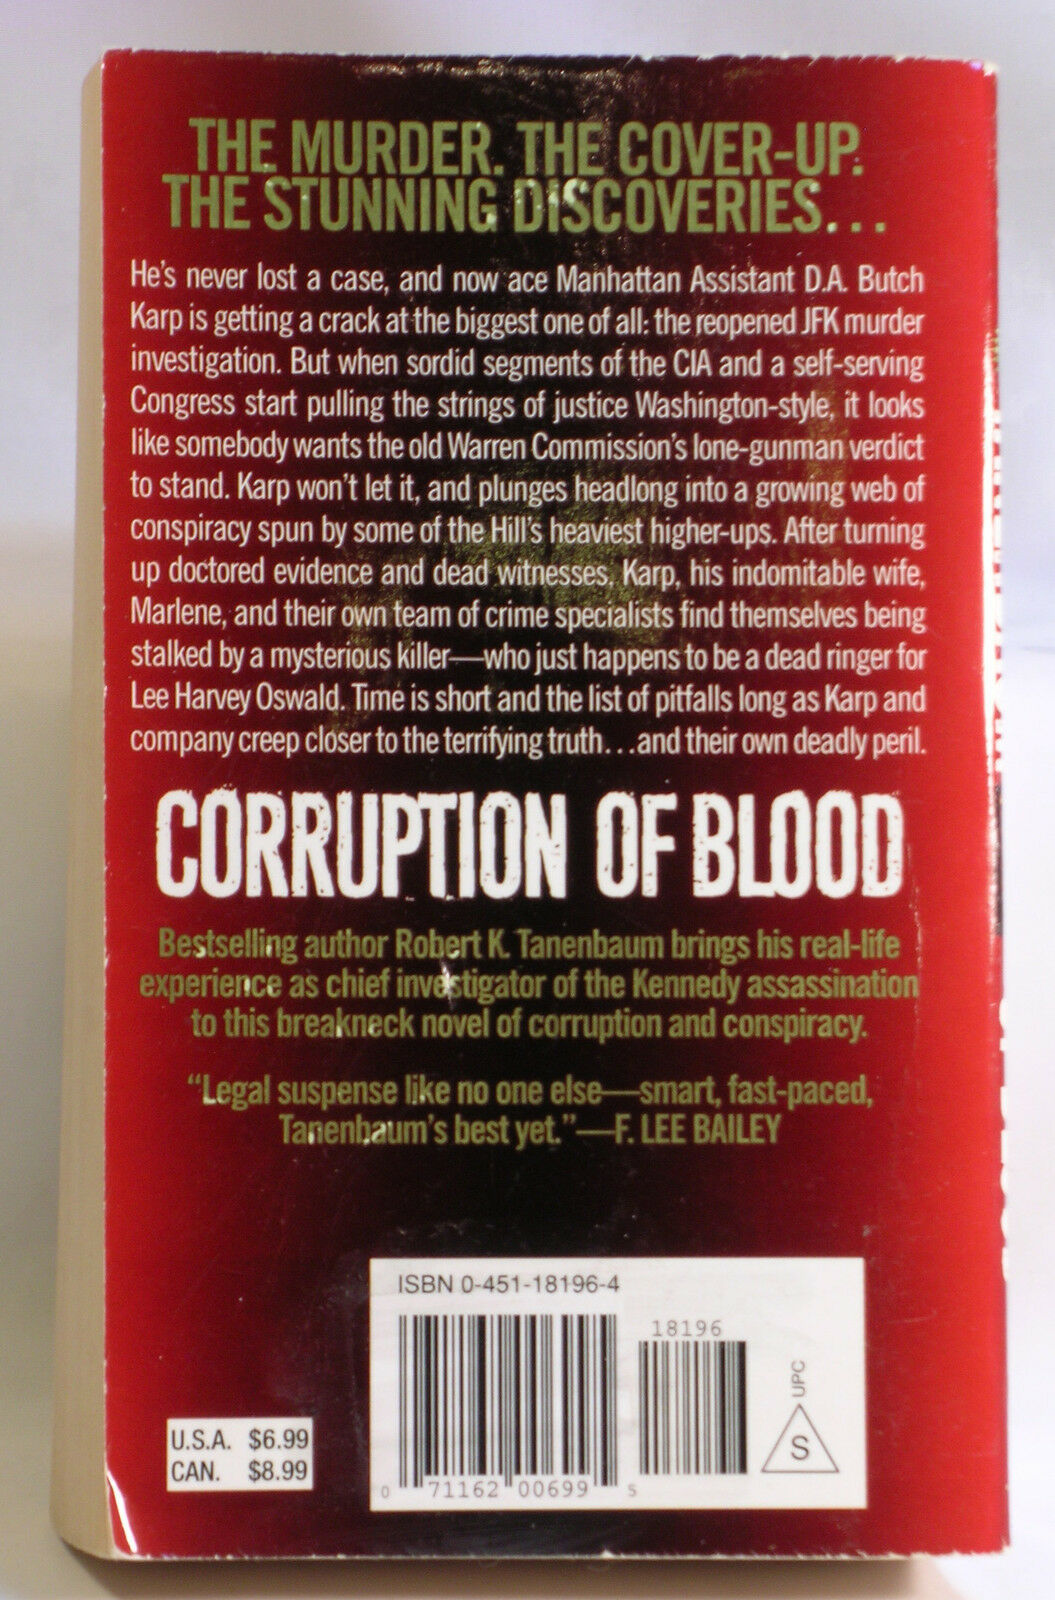 THE MURDER. THE COVER-UP.
THE STUNNING DISCOVERIES...
He's never lost a case, and now ace Manhattan Assistant D.A. Butch
Karp is getting a crack at the biggest one of all: the reopened JFK murder
investigation. But when sordid segments of the CIA and a self-serving
Congress start pulling the strings of justice Washington-style, it looks
like somebody wants the old Warren Commission's lone-gunman verdict
to stand. Karp won't let it, and plunges headlong into a growing web of
conspiracy spun by some of the Hill's heaviest higher-ups. After turning
up doctored evidence and dead witnesses, Karp, his indomitable wife,
Marlene, and their own team of crime specialists find themselves being
stalked by a mysterious killer—who just happens to be a dead ringer for
Lee Harvey Oswald. Time is short and the list of pitfalls long as Karp and
company creep closer to the terrifying truth...and their own deadly peril.
CORRUPTION OF BLOOD
Bestselling author Robert K. Tanenbaum brings his real-life
experience as chief investigator of the Kennedy assassination
to this breakneck novel of corruption and conspiracy.
"Legal suspense like no one else—smart, fast-paced,
Tanenbaum's best yet."—F. LEE BAILEY
ISBN 0-451-18196-4
18196
UPC
S
0 71162 00699 5
U.S.A. $6.99
CAN. $8.99